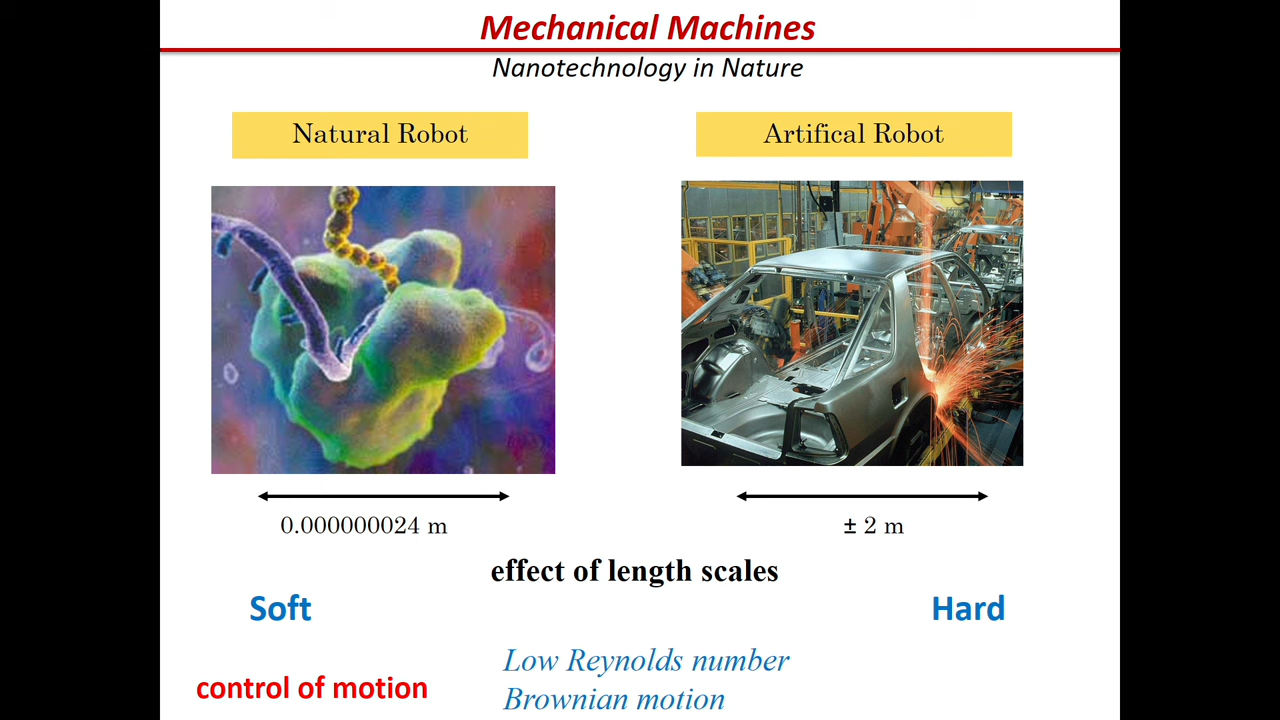 Mechanical Machines
Nanotechnology in Nature
Natural Robot
Artifical Robot
0.000000024 m
± 2 m
effect of length scales
Soft
Hard
Low Reynolds number
control of motion
Brownian motion